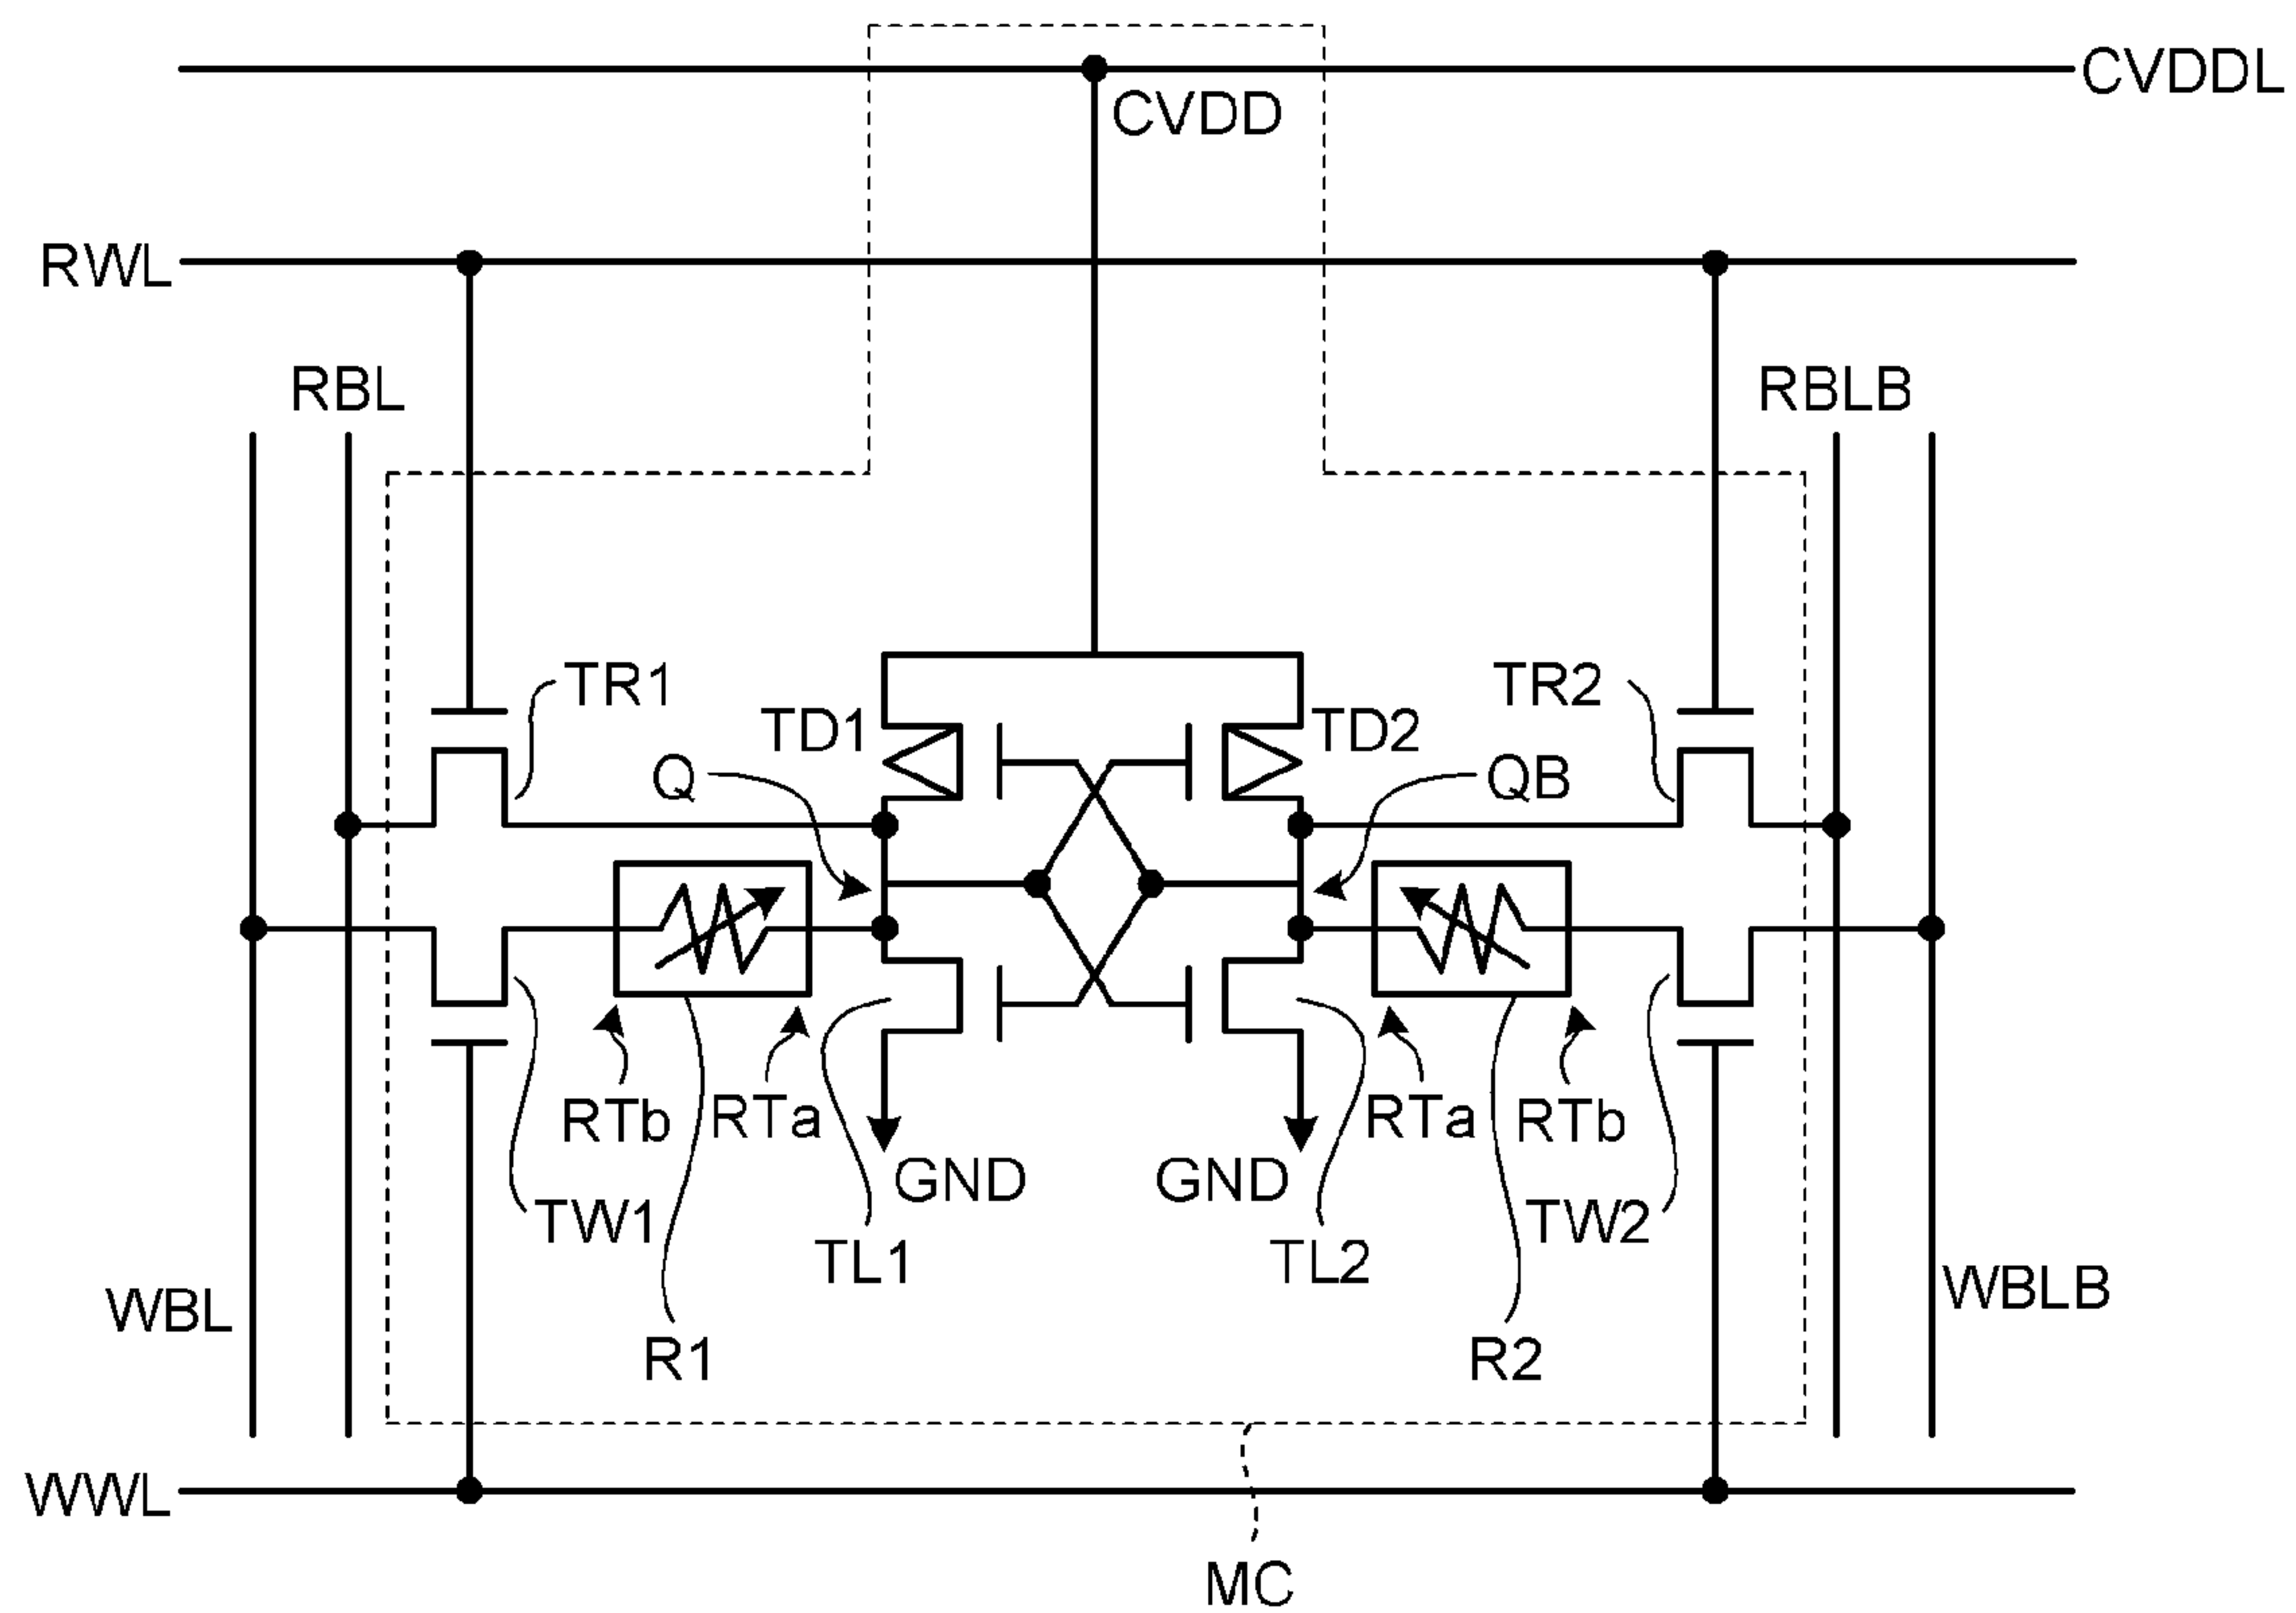 CVDDL
CVDD
RWL
RBL
RBLB
TR1
TR2
TD1
TD2
Q
QB
RTb
RTa
RTa
RTb
GND
GND
TW1
TW2
TL1
TL2
WBL
WBLB
R1
R2
WWL
MC